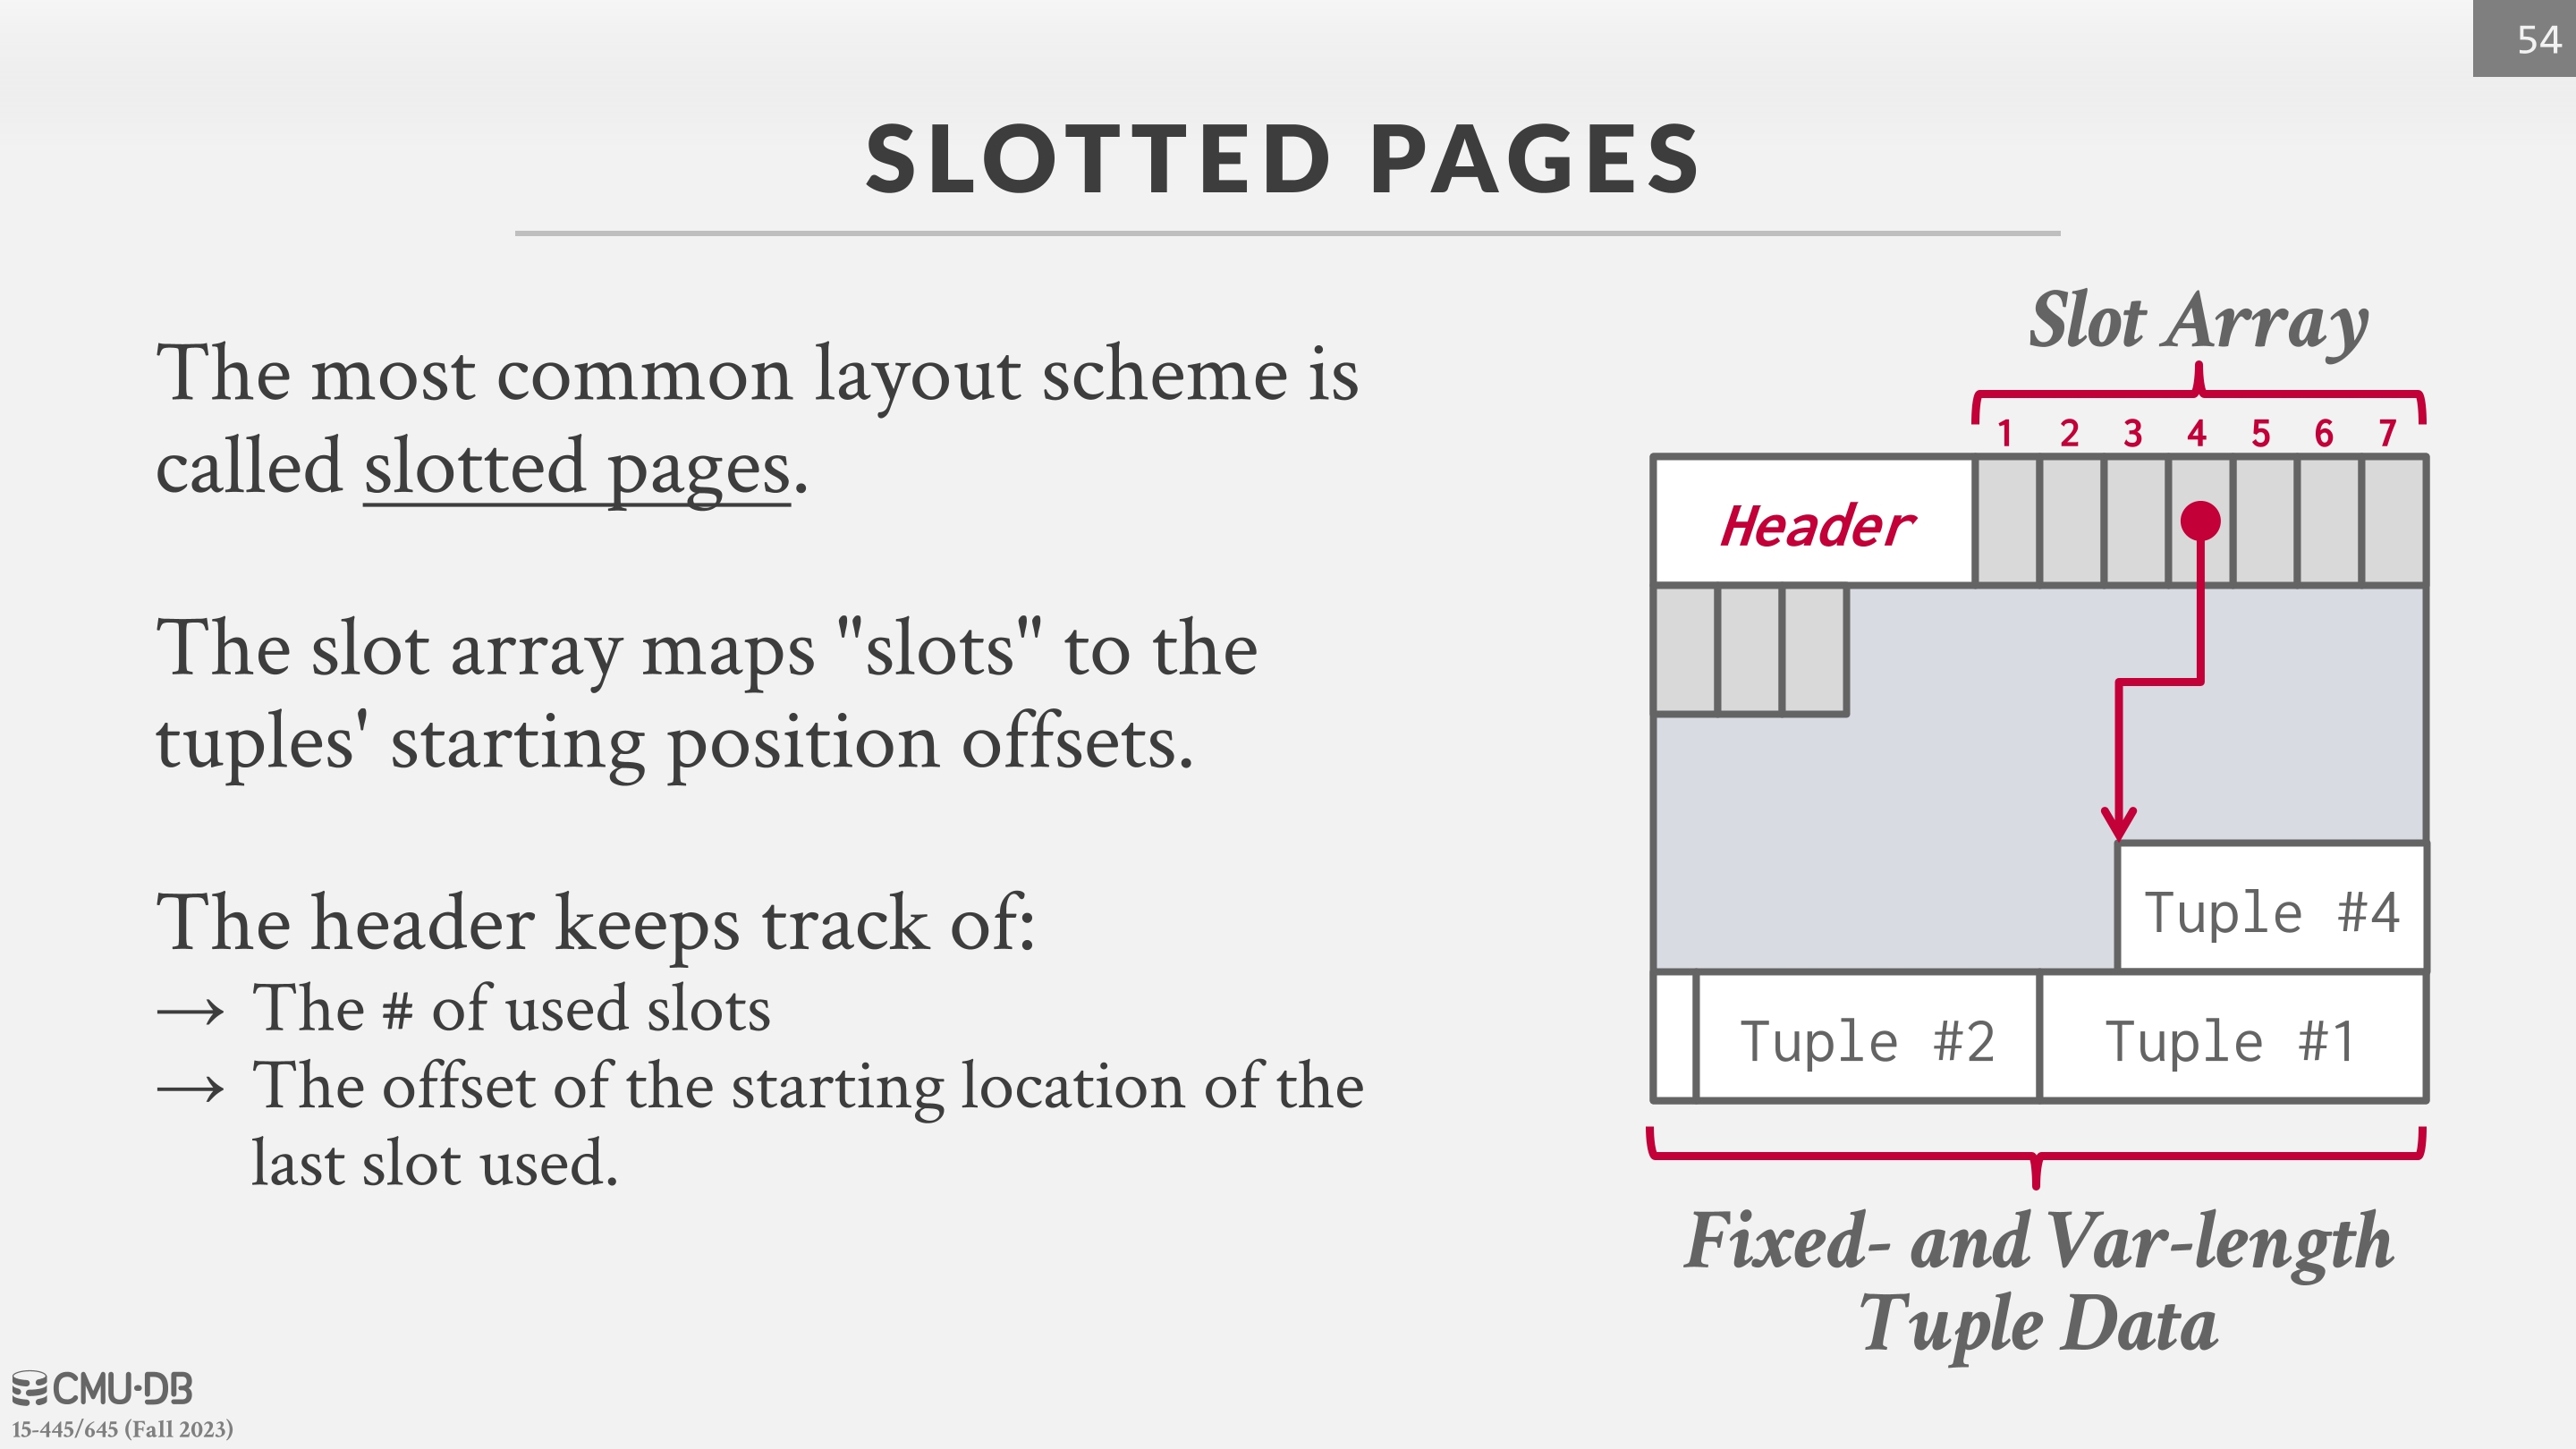 54
SLOTTED PAGES
The most common layout scheme is
called slotted pages.
The slot array maps "slots" to the
tuples' starting position offsets.
The header keeps track of:
→ The # of used slots
→ The offset of the starting location of the
last slot used.
Slot Array
1 2 3 4 5 6 7
Header
Tuple #4
Tuple #2 Tuple #1
Fixed- and Var-length
Tuple Data
CMU·DB
15-445/645 (Fall 2023)